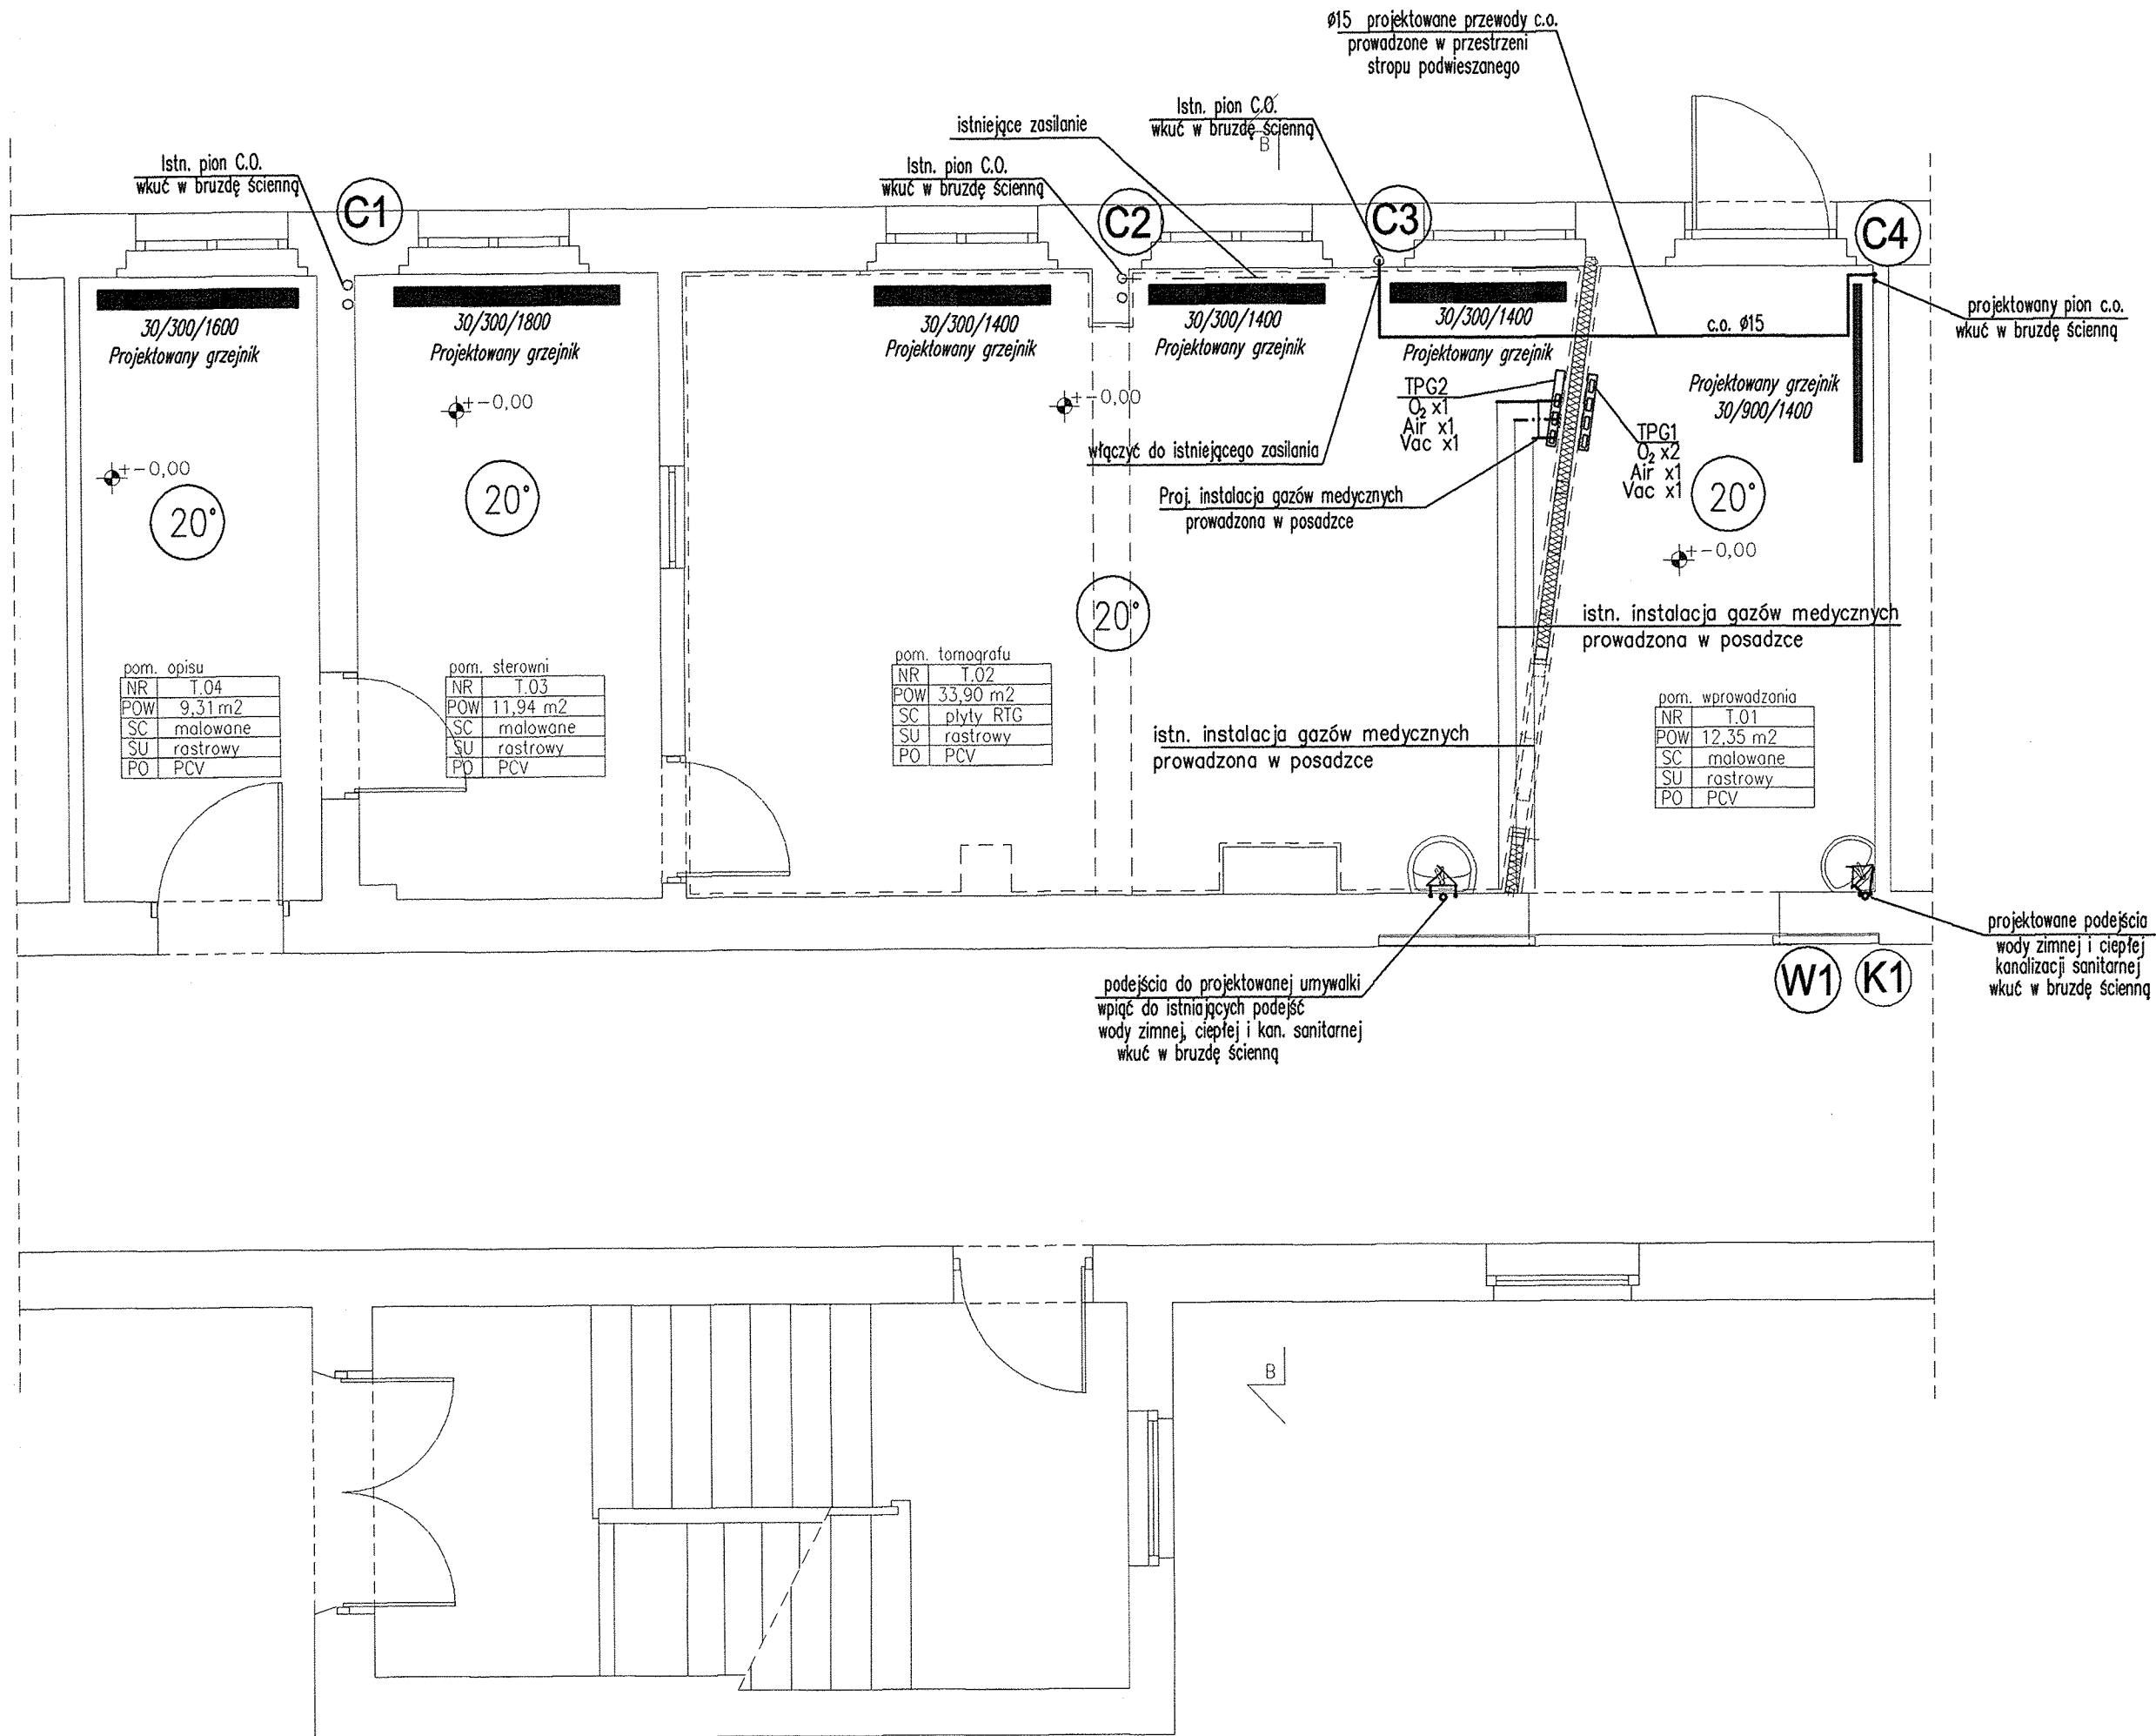 ø15 projektowane przewody c.o.
prowadzone w przestrzeni
stropu podwieszanego
Istn. pion C.O.
wkuć w bruzdę ścienną
B
istniejące zasilanie
Istn. pion C.O.
wkuć w bruzdę ścienną
Istn. pion C.O.
wkuć w bruzdę ścienną
C1
C2
C3
C4
projektowany pion c.o.
wkuć w bruzdę ścienną
30/300/1600
Projektowany grzejnik
30/300/1800
Projektowany grzejnik
30/300/1400
Projektowany grzejnik
30/300/1400
Projektowany grzejnik
30/300/1400
Projektowany grzejnik
c.o. ø15
Projektowany grzejnik
30/900/1400
TPG2
O2 x1
Air x1
Vac x1
TPG1
O2 x2
Air x1
Vac x1
+-0,00
+-0,00
+-0,00
+-0,00
włączyć do istniejącego zasilania
Proj. instalacja gazów medycznych
prowadzona w posadzce
20°
20°
20°
20°
istn. instalacja gazów medycznych
prowadzona w posadzce
istn. instalacja gazów medycznych
prowadzona w posadzce
pom. opisu
NR T.04
POW 9,31 m2
SC malowane
SU rastrowy
PO PCV
pom. sterowni
NR T.03
POW 11,94 m2
SC malowane
SU rastrowy
PO PCV
pom. tomografu
NR T.02
POW 33,90 m2
SC płyty RTG
SU rastrowy
PO PCV
pom. wprowadzania
NR T.01
POW 12,35 m2
SC malowane
SU rastrowy
PO PCV
projektowane podejścia
wody zimnej i ciepłej
kanalizacji sanitarnej
wkuć w bruzdę ścienną
W1
K1
podejścia do projektowanej umywalki
wpiąć do istniających podejść
wody zimnej, ciepłej i kan. sanitarnej
wkuć w bruzdę ścienną
B